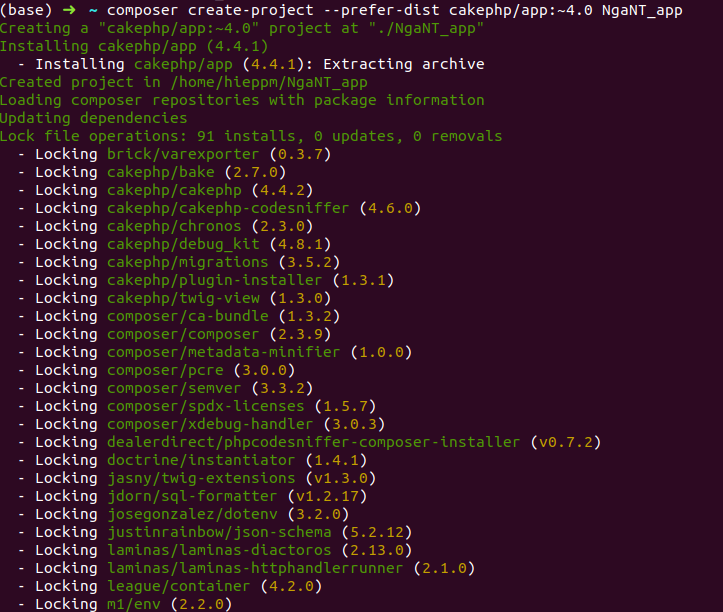 (base) ➜ ~ composer create-project --prefer-dist cakephp/app:~4.0 NgaNT_app
Creating a "cakephp/app:~4.0" project at "./NgaNT_app"
Installing cakephp/app (4.4.1)
  - Installing cakephp/app (4.4.1): Extracting archive
Created project in /home/hieppm/NgaNT_app
Loading composer repositories with package information
Updating dependencies
Lock file operations: 91 installs, 0 updates, 0 removals
  - Locking brick/varexporter (0.3.7)
  - Locking cakephp/bake (2.7.0)
  - Locking cakephp/cakephp (4.4.2)
  - Locking cakephp/cakephp-codesniffer (4.6.0)
  - Locking cakephp/chronos (2.3.0)
  - Locking cakephp/debug_kit (4.8.1)
  - Locking cakephp/migrations (3.5.2)
  - Locking cakephp/plugin-installer (1.3.1)
  - Locking cakephp/twig-view (1.3.0)
  - Locking composer/ca-bundle (1.3.2)
  - Locking composer/composer (2.3.9)
  - Locking composer/metadata-minifier (1.0.0)
  - Locking composer/pcre (3.0.0)
  - Locking composer/semver (3.3.2)
  - Locking composer/spdx-licenses (1.5.7)
  - Locking composer/xdebug-handler (3.0.3)
  - Locking dealerdirect/phpcodesniffer-composer-installer (v0.7.2)
  - Locking doctrine/instantiator (1.4.1)
  - Locking jasny/twig-extensions (v1.3.0)
  - Locking jdorn/sql-formatter (v1.2.17)
  - Locking josegonzalez/dotenv (3.2.0)
  - Locking justinrainbow/json-schema (5.2.12)
  - Locking laminas/laminas-diactoros (2.13.0)
  - Locking laminas/laminas-httphandlerrunner (2.1.0)
  - Locking league/container (4.2.0)
  - Locking m1/env (2.2.0)